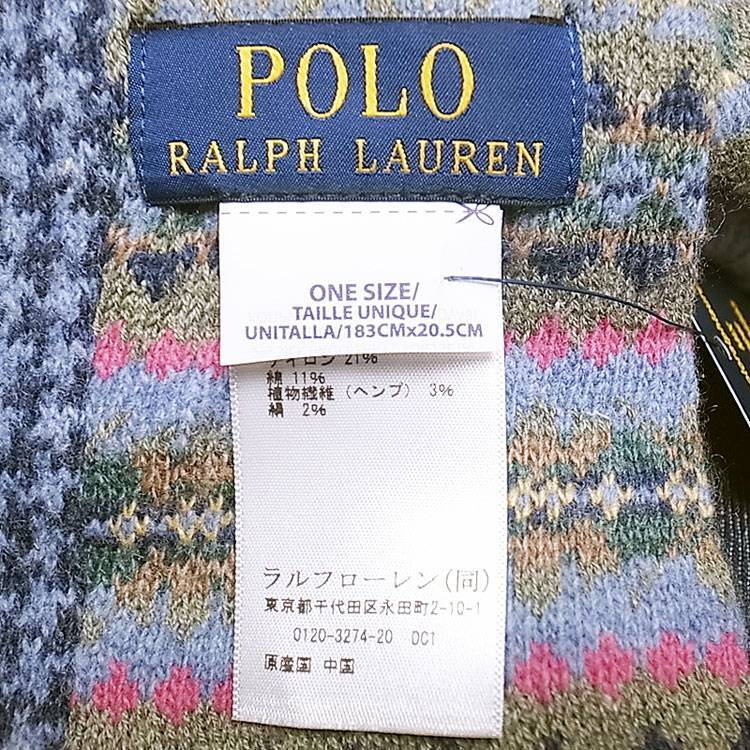 POLO
RALPH LAUREN
ONE SIZE/
TAILLE UNIQUE/
UNITALLA/183CMx20.5CM
ナイロン 21%
綿 11%
植物繊維(ヘンプ) 3%
絹 2%
ラルフローレン(同)
東京都千代田区永田町2-10-1
0120-3274-20 DC1
原産国 中国